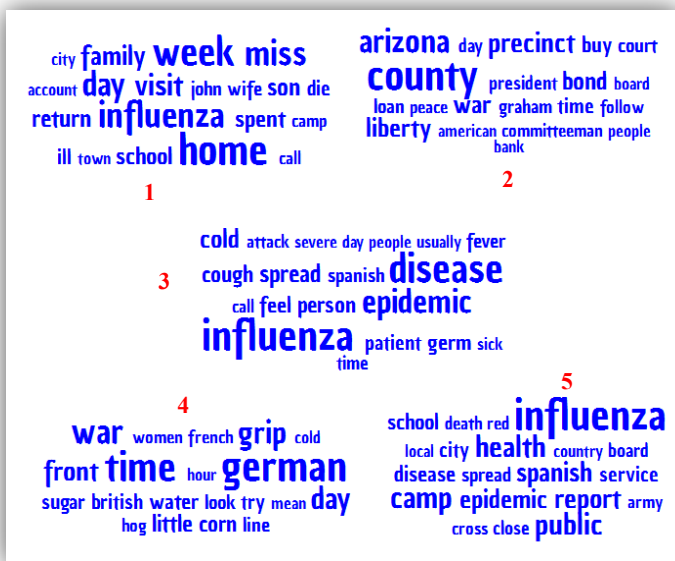 city family week miss
account day visit john wife son die
return influenza spent camp
ill town school home call
1
arizona day precinct buy court
county president bond board
loan peace war graham time follow
liberty american committeeman people
bank
2
cold attack severe day people usually fever
cough spread spanish disease
call feel person epidemic
influenza patient germ sick
time
3
4
war women french grip cold
front time hour german
sugar british water look try mean day
hog little corn line
5
school death red influenza
local city health country board
disease spread spanish service
camp epidemic report army
cross close public